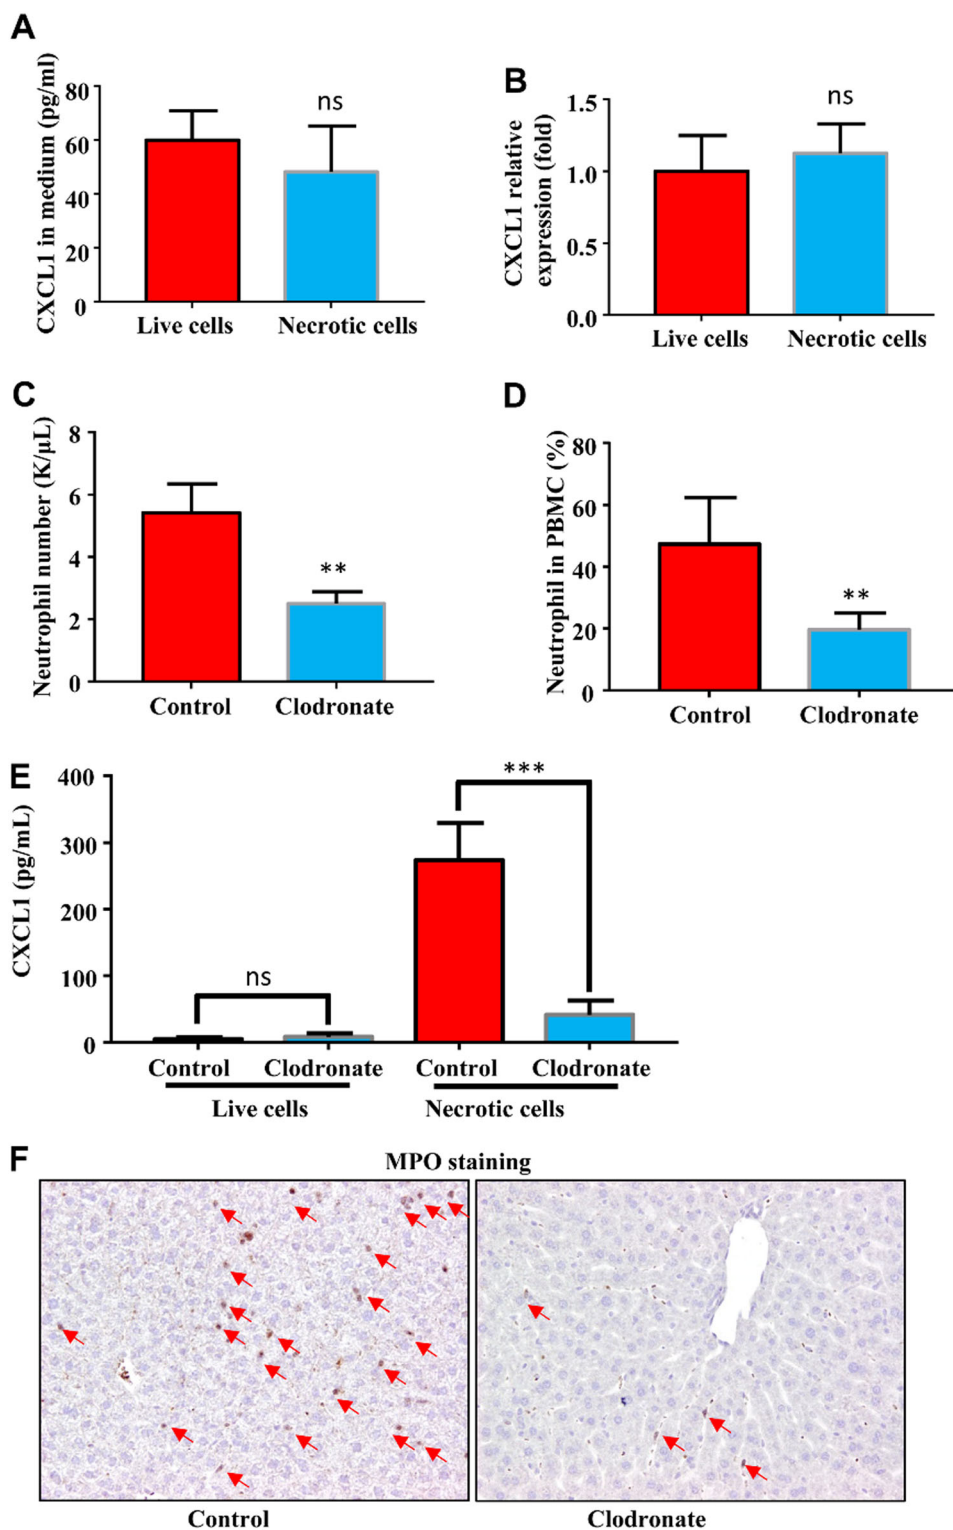 A
CXCL1 in medium (pg/ml)
80
60
40
20
0
ns
Live cells
Necrotic cells
B
CXCL1 relative
expression (fold)
1.5
1.0
0.5
0.0
ns
Live cells
Necrotic cells
C
Neutrophil number (K/μL)
8
6
4
2
0
**
Control
Clodronate
D
Neutrophil in PBMC (%)
80
60
40
20
0
**
Control
Clodronate
E
CXCL1 (pg/mL)
400
300
200
100
0
ns
***
Control
Clodronate
Control
Clodronate
Live cells
Necrotic cells
F
MPO staining
Control
Clodronate